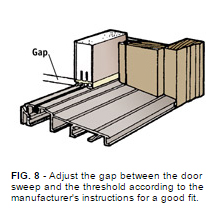 Gap
FIG. 8 - Adjust the gap between the door
sweep and the threshold according to the
manufacturer's instructions for a good fit.